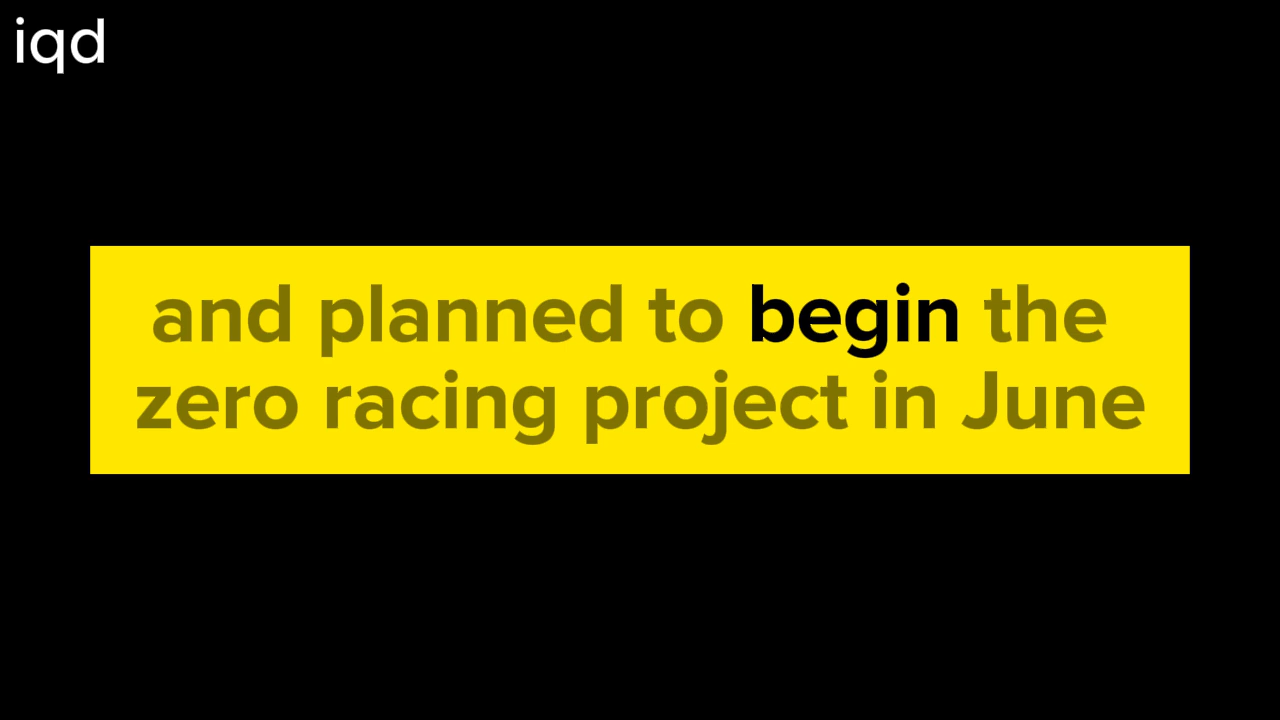 iqd
and planned to begin the
zero racing project in June